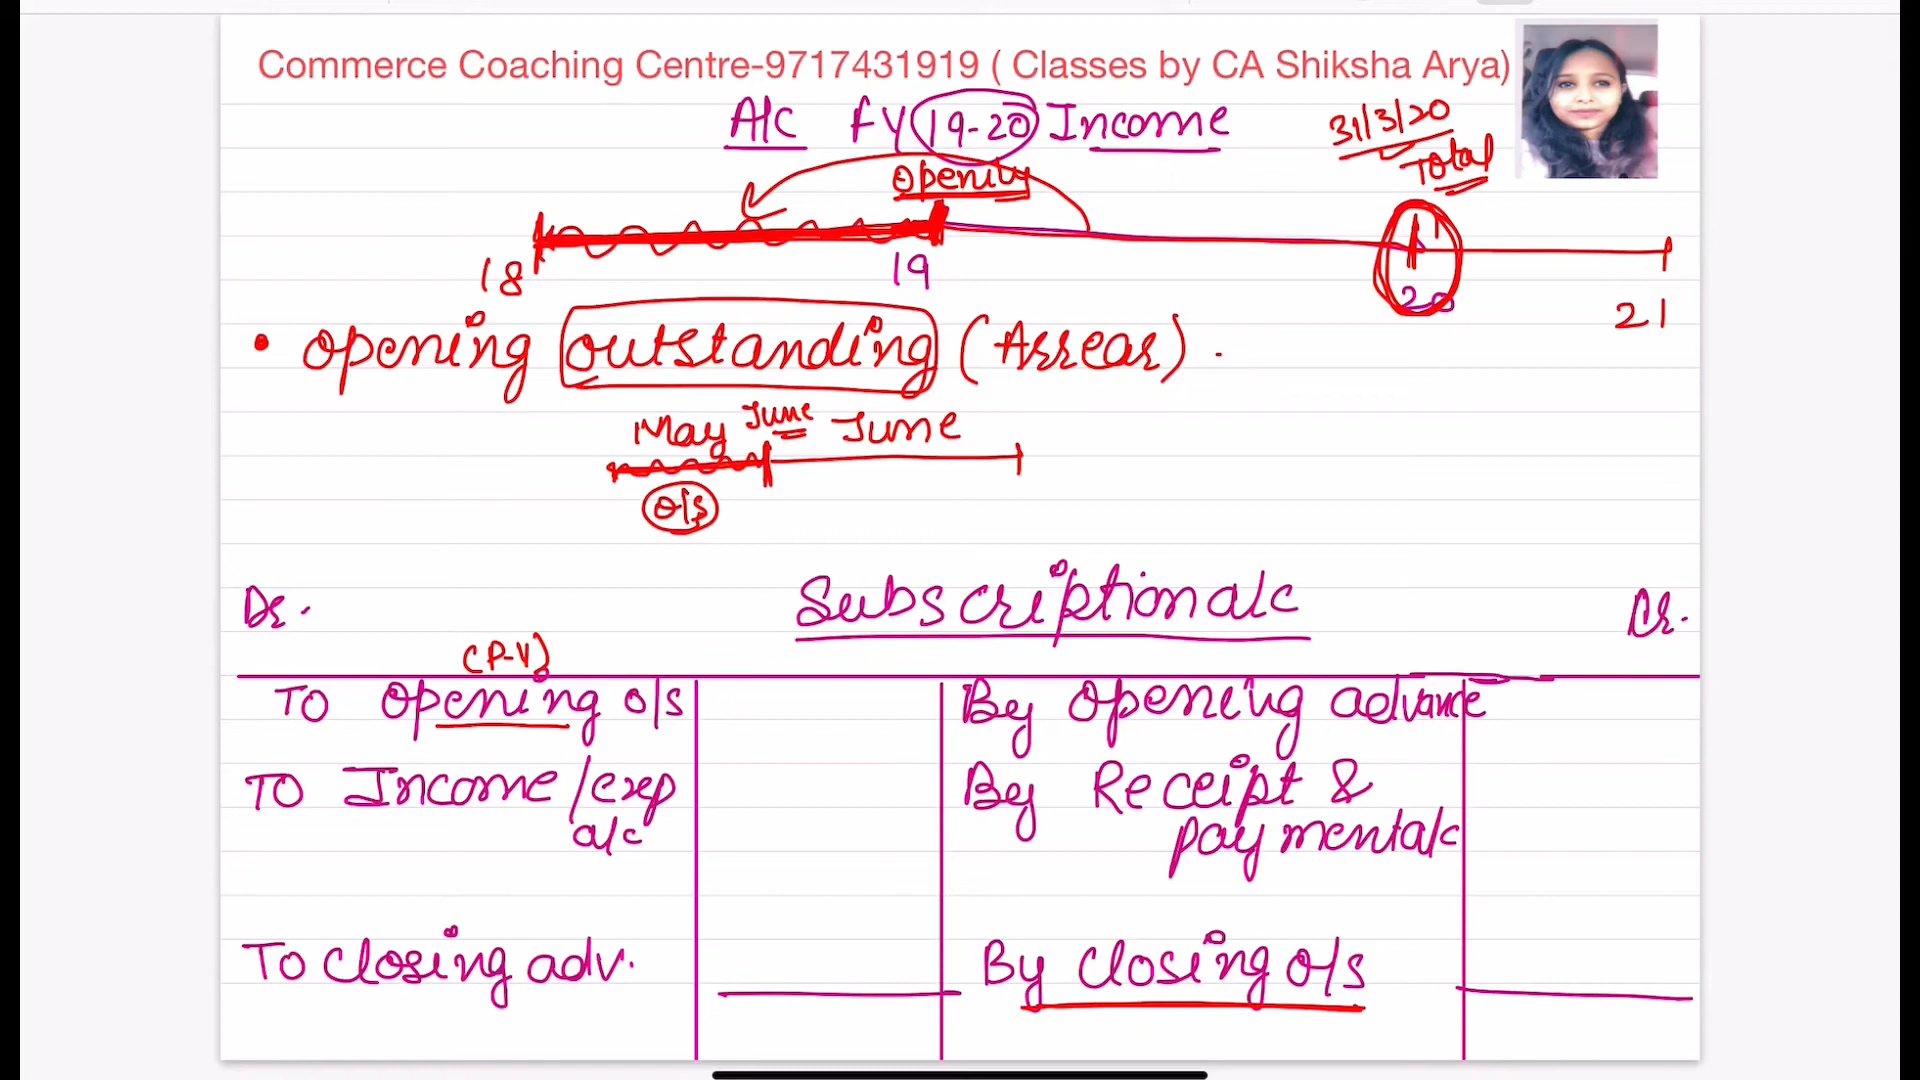 Commerce Coaching Centre-9717431919 ( Classes by CA Shiksha Arya)
A/c FY 19-20 Income
31/3/20
Total
Opening
18 19 20 21
• Opening outstanding (Arrear).
May June June
O/s
Dr. Subscription a/c Cr.
(P-Y)
To Opening o/s By Opening advance
To Income/exp a/c By Receipt & payment a/c
To Closing adv. By Closing o/s